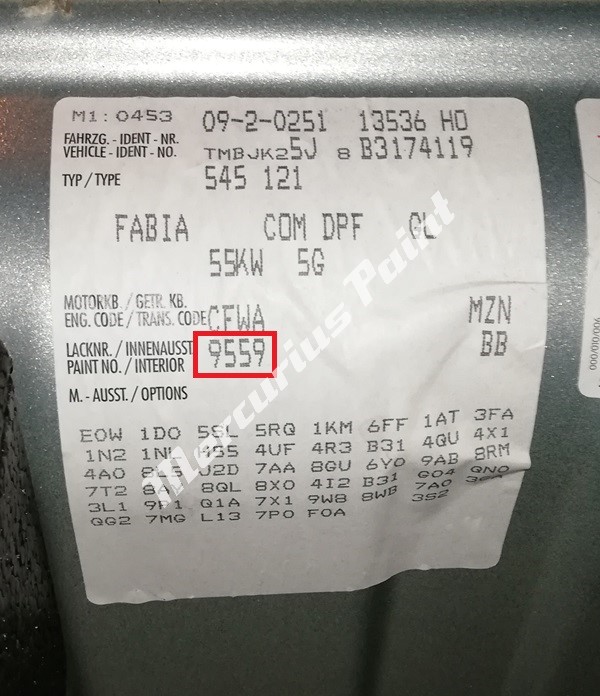 M1: 0453 09-2-0251 13536 HD
FAHRZG. - IDENT - NR.
VEHICLE - IDENT - NO. TMBJK25J 8 B3174119
TYP / TYPE 545 121
FABIA COM DPF GL
55KW 5G
MOTORKB. / GETR. KB.
ENG. CODE / TRANS. CODE CFWA MZN
LACKNR. / INNENAUSST.
PAINT NO. / INTERIOR 9559 BB
M. - AUSST. / OPTIONS
E0W 1D0 5SL 5RQ 1KM 6FF 1AT 3FA
1N2 4UF 4R3 B31 4QU 4X1
4A0 U2D 7AA 8GU 6Y0 9AB 8RM
7T2 8QL 8X0 4I2 B31 G04 QN0
3L1 Q1A 7X1 9W8 8WB 7A0
QG2 7MG L13 7P0 F0A 3S2
Mercurius Paint